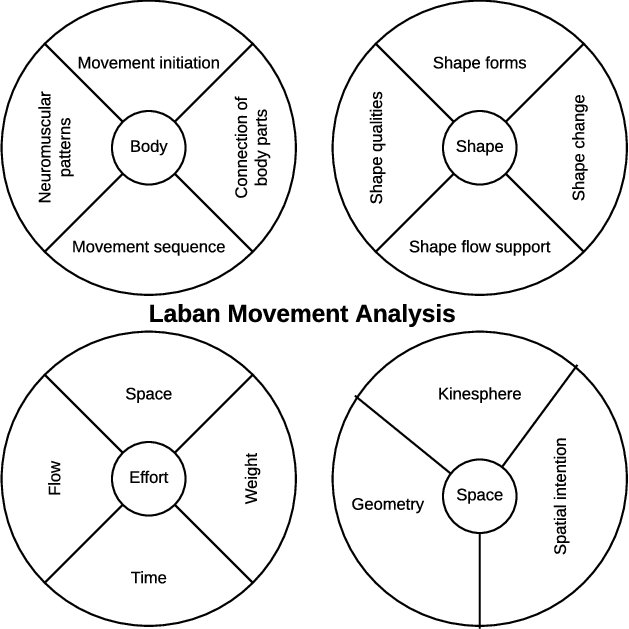 Movement initiation
Neuromuscular
patterns
Body
Connection of
body parts
Movement sequence
Shape forms
Shape qualities
Shape
Shape change
Shape flow support
Laban Movement Analysis
Space
Flow
Effort
Weight
Time
Kinesphere
Geometry
Space
Spatial intention